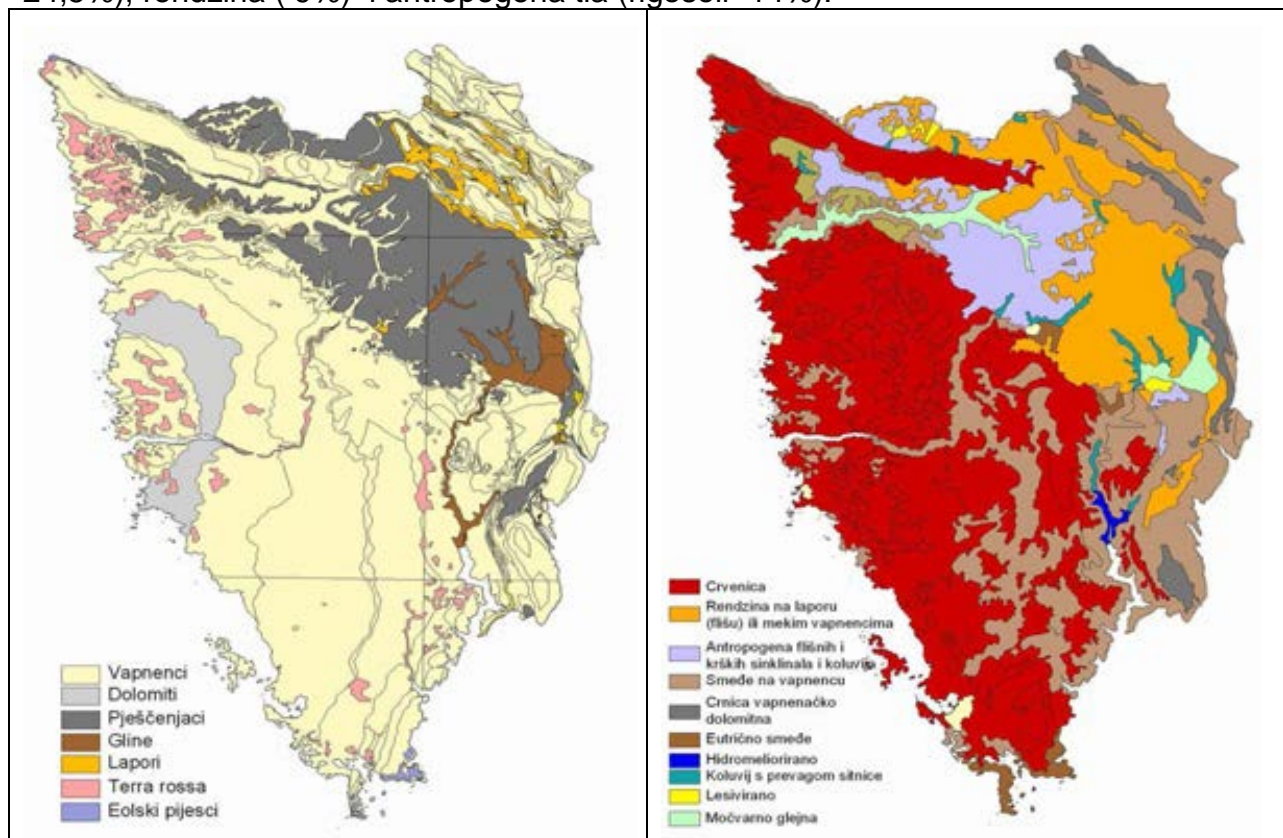 Vapnenci
Dolomiti
Pješčenjaci
Gline
Lapori
Terra rossa
Eolski pijesci
Crvenica
Rendzina na laporu
(flišu) ili mekim vapnencima
Antropogena flišnih i
krških sinklinala i koluvija
Smeđe na vapnencu
Crnica vapnenačko
dolomitna
Eutrično smeđe
Hidromeliorirano
Koluvij s prevagom sitnice
Lesivirano
Močvarno glejna